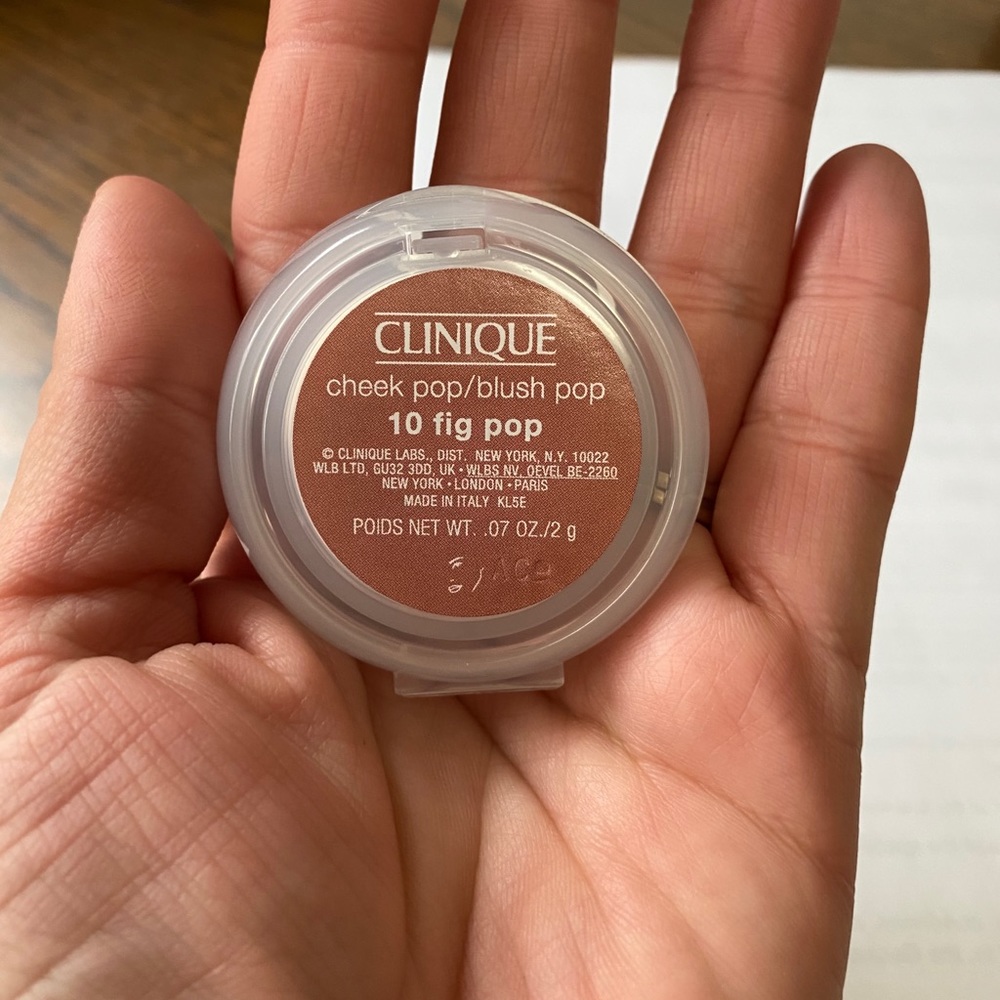 CLINIQUE
cheek pop/blush pop
10 fig pop
© CLINIQUE LABS., DIST. NEW YORK, N.Y. 10022
WLB LTD, GU32 3DD, UK • WLBS NV, OEVEL BE-2260
NEW YORK • LONDON • PARIS
MADE IN ITALY KL5E
POIDS NET WT. .07 OZ./2 g